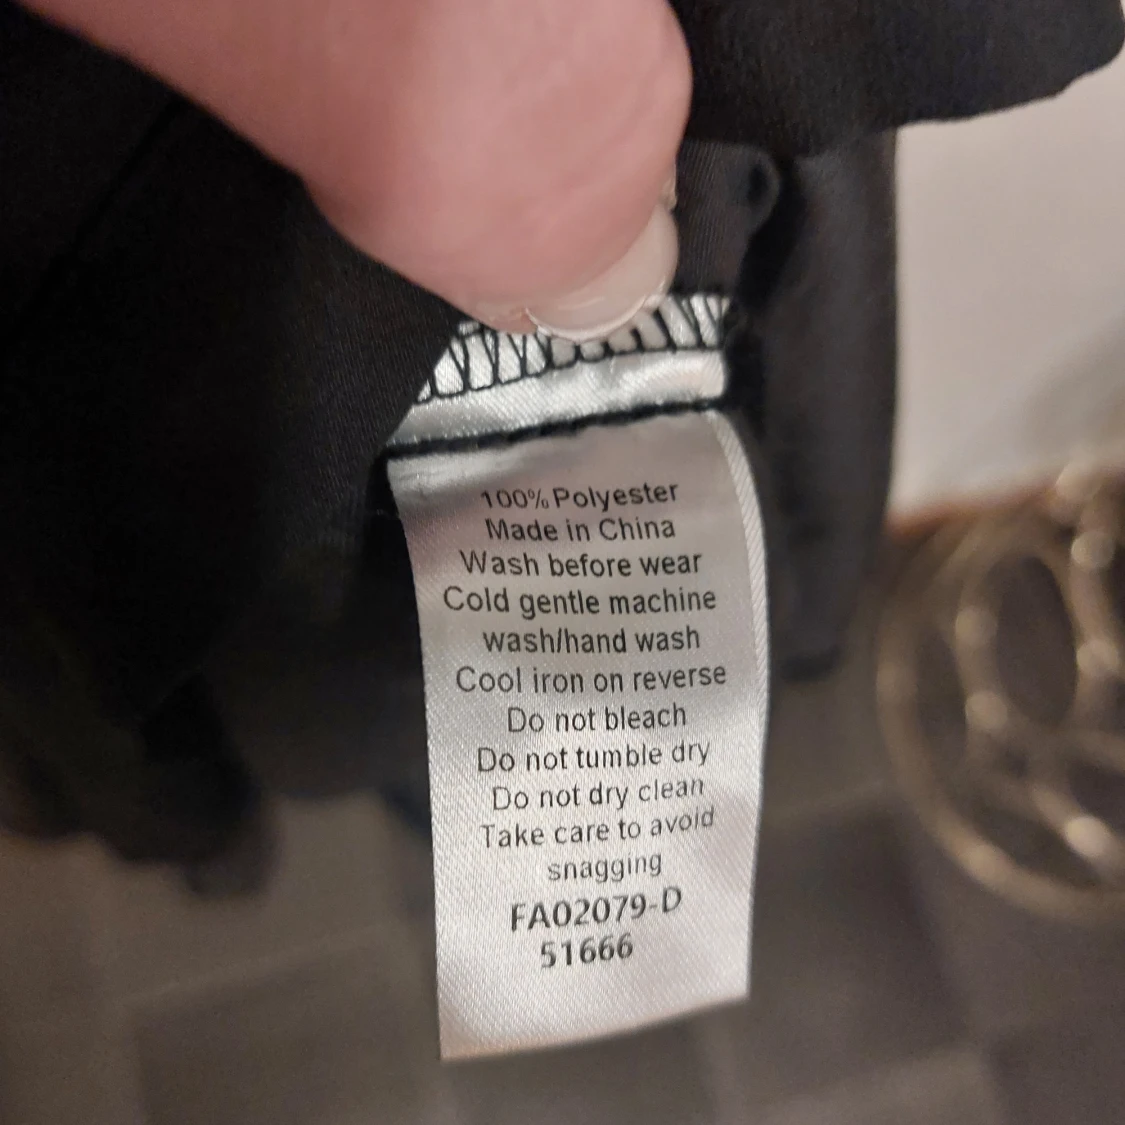 100% Polyester
Made in China
Wash before wear
Cold gentle machine
wash/hand wash
Cool iron on reverse
Do not bleach
Do not tumble dry
Do not dry clean
Take care to avoid
snagging
FA02079-D
51666